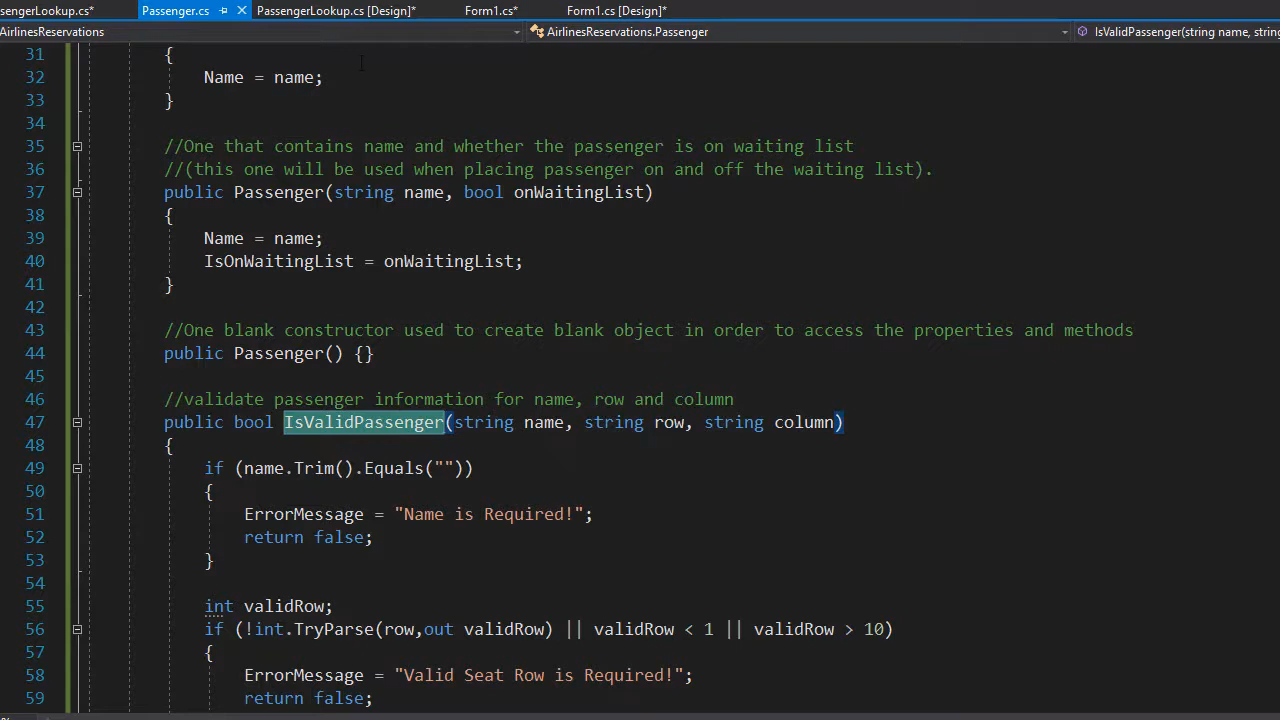 sengerLookup.cs*
Passenger.cs
PassengerLookup.cs [Design]*
Form1.cs*
Form1.cs [Design]*
AirlinesReservations
AirlinesReservations.Passenger
IsValidPassenger(string name, string
31 {
32 Name = name;
33 }
34
35 //One that contains name and whether the passenger is on waiting list
36 //(this one will be used when placing passenger on and off the waiting list).
37 public Passenger(string name, bool onWaitingList)
38 {
39 Name = name;
40 IsOnWaitingList = onWaitingList;
41 }
42
43 //One blank constructor used to create blank object in order to access the properties and methods
44 public Passenger() {}
45
46 //validate passenger information for name, row and column
47 public bool IsValidPassenger(string name, string row, string column)
48 {
49 if (name.Trim().Equals(""))
50 {
51 ErrorMessage = "Name is Required!";
52 return false;
53 }
54
55 int validRow;
56 if (!int.TryParse(row,out validRow) || validRow < 1 || validRow > 10)
57 {
58 ErrorMessage = "Valid Seat Row is Required!";
59 return false;